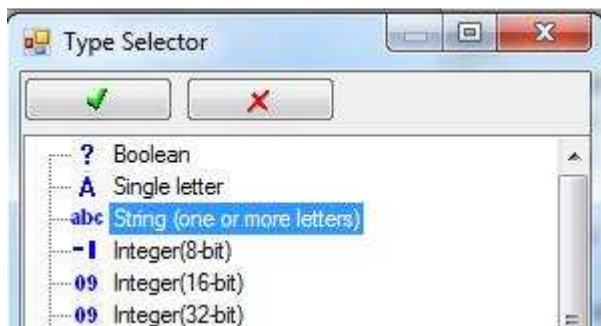 Type Selector
? Boolean
A Single letter
abc String (one or more letters)
-1 Integer(8-bit)
09 Integer(16-bit)
09 Integer(32-bit)